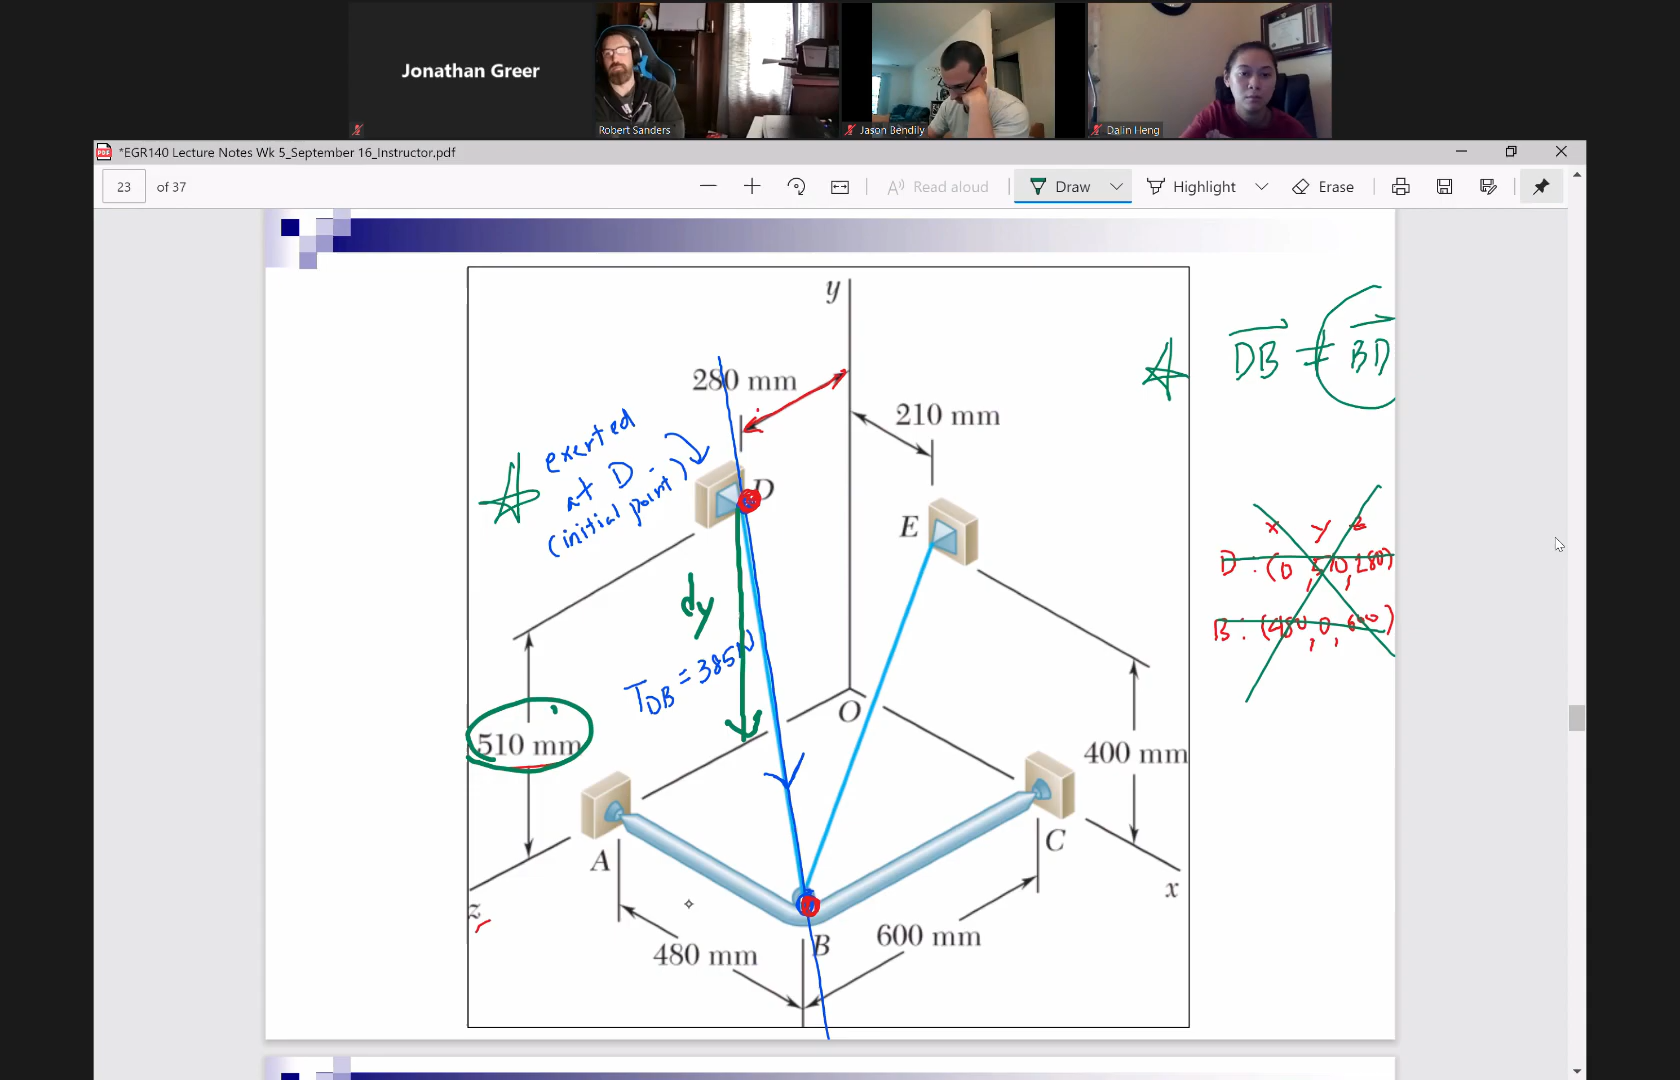 Jonathan Greer
Robert Sanders
Jason Bendily
Dalin Heng
*EGR140 Lecture Notes Wk 5_September 16_Instructor.pdf
23 of 37
Read aloud
Draw
Highlight
Erase
y
280 mm
210 mm
DB ≠ BD
exerted
at D
(initial point)
D
E
x y z
D : (0, 510, 280)
B : (480, 0, 600)
dy
TDB = 385N
O
510 mm
400 mm
A
C
x
z
480 mm
B
600 mm